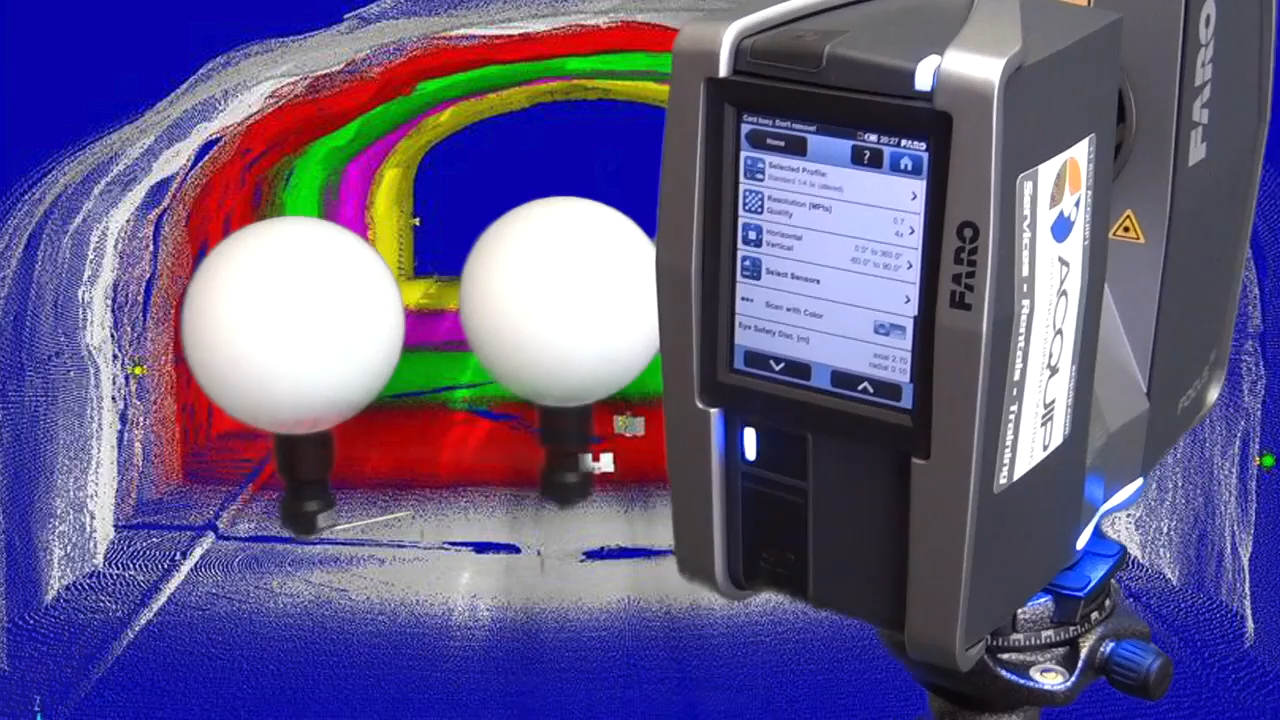 Card busy. Don't remove!
20:27 FARO
Home
?
Selected Profile:
Resolution [MPts]
0.7
Quality
4x
Horizontal
0.0° to 360.0°
Vertical
-60.0° to 90.0°
Select Sensors
Scan with Color
Eye Safety Dist. [m]
axial 2.70
radial 0.10
FARO
FARO
ACQUIP
Services - Rentals - Training